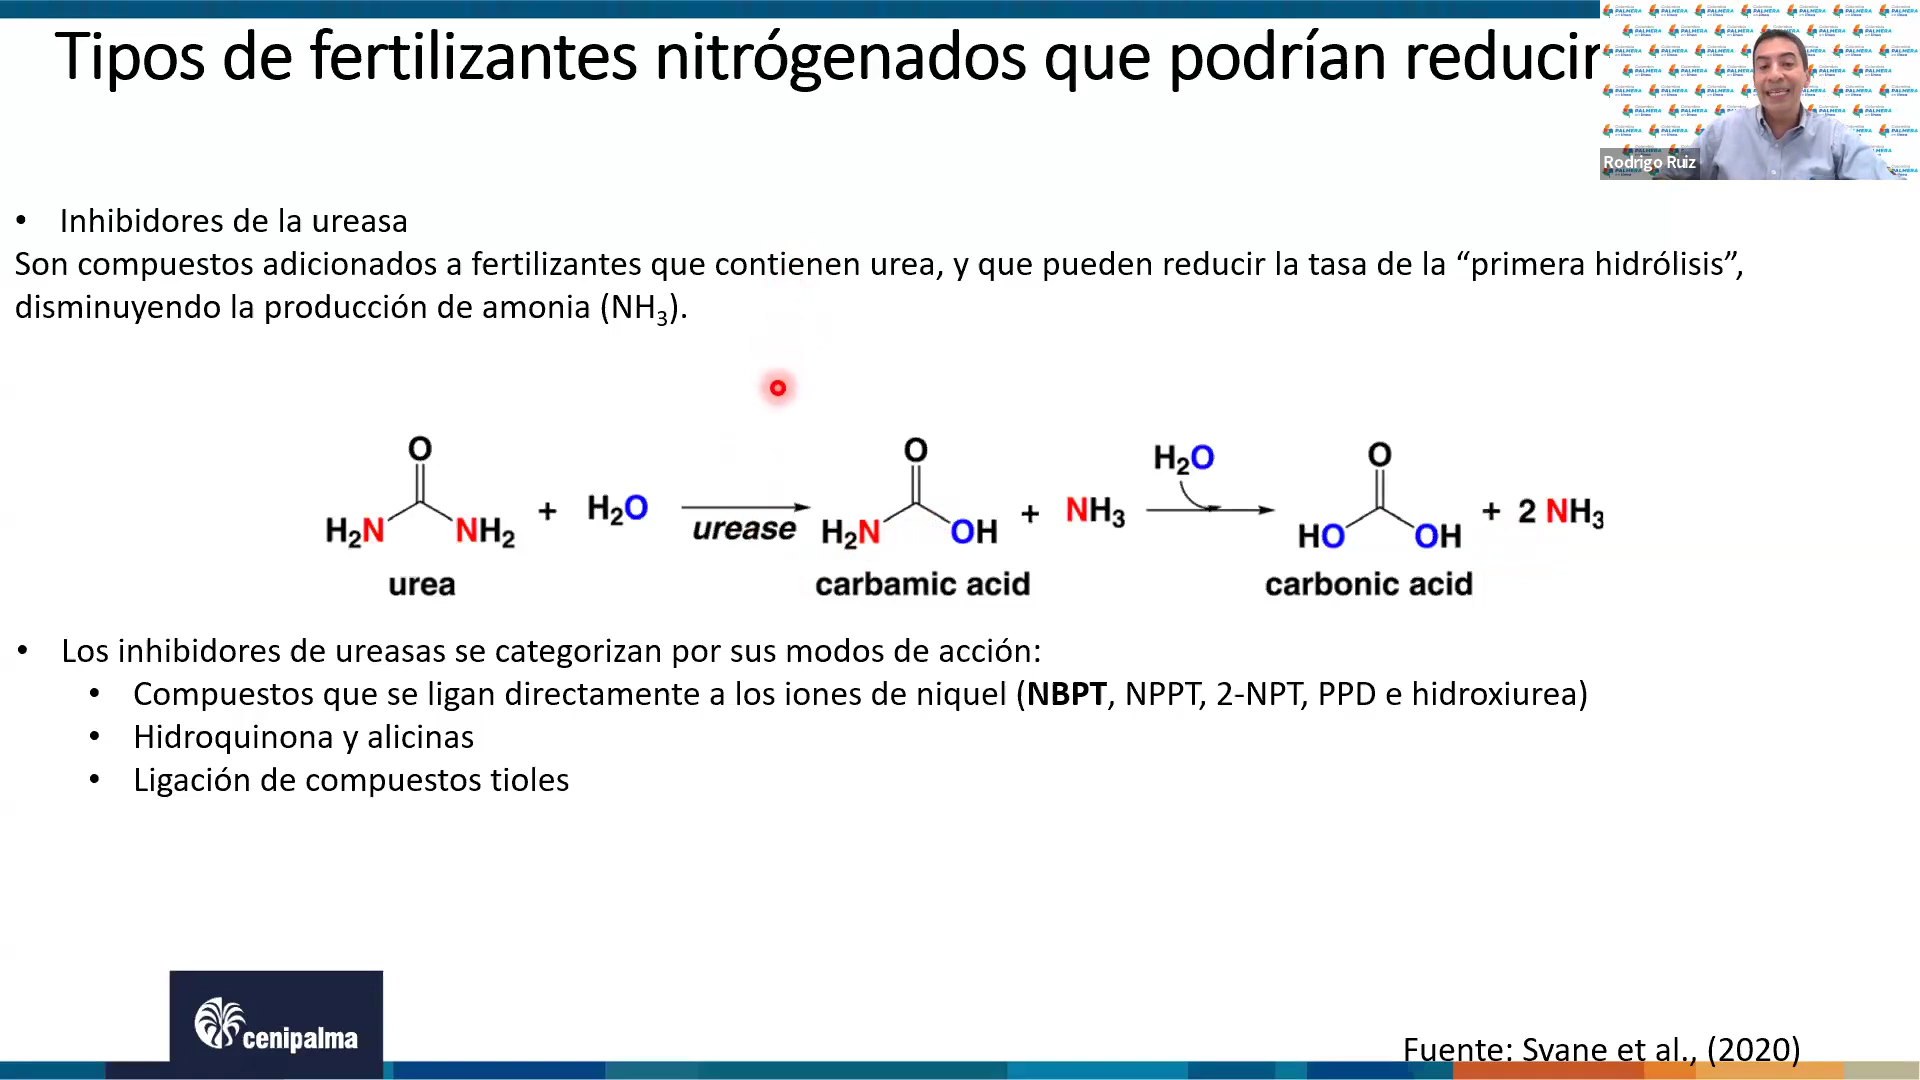 Tipos de fertilizantes nitrógenados que podrían reducir
Rodrigo Ruiz
• Inhibidores de la ureasa
Son compuestos adicionados a fertilizantes que contienen urea, y que pueden reducir la tasa de la “primera hidrólisis”,
disminuyendo la producción de amonia (NH₃).
O H₂N NH₂ + H₂O urease O H₂N OH + NH₃ H₂O O HO OH + 2 NH₃
urea carbamic acid carbonic acid
• Los inhibidores de ureasas se categorizan por sus modos de acción:
• Compuestos que se ligan directamente a los iones de niquel (NBPT, NPPT, 2-NPT, PPD e hidroxiurea)
• Hidroquinona y alicinas
• Ligación de compuestos tioles
cenipalma
Fuente: Svane et al., (2020)